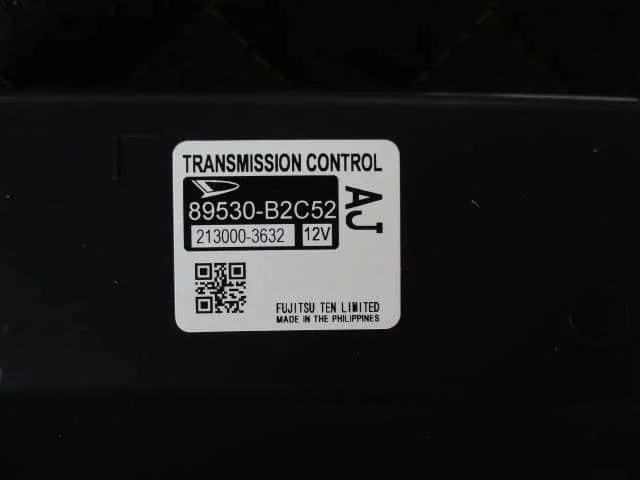 TRANSMISSION CONTROL
89530-B2C52
AJ
213000-3632 12V
FUJITSU TEN LIMITED
MADE IN THE PHILIPPINES